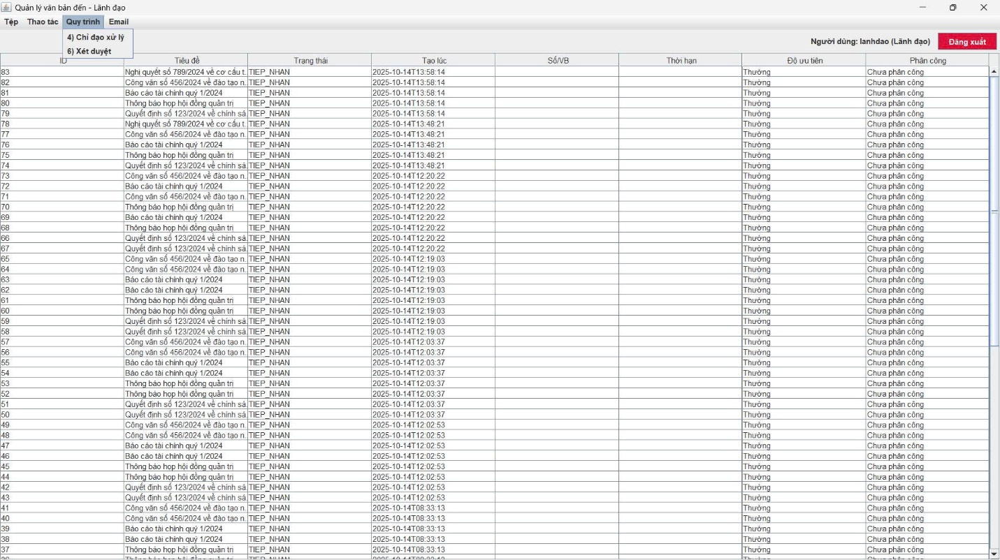 Quản lý văn bản đến - Lãnh đạo
Tệp Thao tác Quy trình Email
4) Chỉ đạo xử lý
6) Xét duyệt
Người dùng: lanhdao (Lãnh đạo) Đăng xuất
ID Tiêu đề Trạng thái Tạo lúc Số/VB Thời hạn Độ ưu tiên Phân công
83 Nghị quyết số 789/2024 về cơ cấu t... TIEP_NHAN 2025-10-14T13:58:14 Thường Chưa phân công
82 Công văn số 456/2024 về đào tạo n... TIEP_NHAN 2025-10-14T13:58:14 Thường Chưa phân công
81 Báo cáo tài chính quý 1/2024 TIEP_NHAN 2025-10-14T13:58:14 Thường Chưa phân công
80 Thông báo họp hội đồng quản trị TIEP_NHAN 2025-10-14T13:58:14 Thường Chưa phân công
79 Quyết định số 123/2024 về chính sá... TIEP_NHAN 2025-10-14T13:58:14 Thường Chưa phân công
78 Nghị quyết số 789/2024 về cơ cấu t... TIEP_NHAN 2025-10-14T13:48:21 Thường Chưa phân công
77 Công văn số 456/2024 về đào tạo n... TIEP_NHAN 2025-10-14T13:48:21 Thường Chưa phân công
76 Báo cáo tài chính quý 1/2024 TIEP_NHAN 2025-10-14T13:48:21 Thường Chưa phân công
75 Thông báo họp hội đồng quản trị TIEP_NHAN 2025-10-14T13:48:21 Thường Chưa phân công
74 Quyết định số 123/2024 về chính sá... TIEP_NHAN 2025-10-14T13:48:21 Thường Chưa phân công
73 Công văn số 456/2024 về đào tạo n... TIEP_NHAN 2025-10-14T12:20:22 Thường Chưa phân công
72 Báo cáo tài chính quý 1/2024 TIEP_NHAN 2025-10-14T12:20:22 Thường Chưa phân công
71 Công văn số 456/2024 về đào tạo n... TIEP_NHAN 2025-10-14T12:20:22 Thường Chưa phân công
70 Thông báo họp hội đồng quản trị TIEP_NHAN 2025-10-14T12:20:22 Thường Chưa phân công
69 Báo cáo tài chính quý 1/2024 TIEP_NHAN 2025-10-14T12:20:22 Thường Chưa phân công
68 Thông báo họp hội đồng quản trị TIEP_NHAN 2025-10-14T12:20:22 Thường Chưa phân công
66 Quyết định số 123/2024 về chính sá... TIEP_NHAN 2025-10-14T12:20:22 Thường Chưa phân công
67 Quyết định số 123/2024 về chính sá... TIEP_NHAN 2025-10-14T12:20:22 Thường Chưa phân công
65 Công văn số 456/2024 về đào tạo n... TIEP_NHAN 2025-10-14T12:19:03 Thường Chưa phân công
64 Công văn số 456/2024 về đào tạo n... TIEP_NHAN 2025-10-14T12:19:03 Thường Chưa phân công
63 Báo cáo tài chính quý 1/2024 TIEP_NHAN 2025-10-14T12:19:03 Thường Chưa phân công
62 Báo cáo tài chính quý 1/2024 TIEP_NHAN 2025-10-14T12:19:03 Thường Chưa phân công
61 Thông báo họp hội đồng quản trị TIEP_NHAN 2025-10-14T12:19:03 Thường Chưa phân công
60 Thông báo họp hội đồng quản trị TIEP_NHAN 2025-10-14T12:19:03 Thường Chưa phân công
59 Quyết định số 123/2024 về chính sá... TIEP_NHAN 2025-10-14T12:19:03 Thường Chưa phân công
58 Quyết định số 123/2024 về chính sá... TIEP_NHAN 2025-10-14T12:19:03 Thường Chưa phân công
57 Công văn số 456/2024 về đào tạo n... TIEP_NHAN 2025-10-14T12:03:37 Thường Chưa phân công
56 Công văn số 456/2024 về đào tạo n... TIEP_NHAN 2025-10-14T12:03:37 Thường Chưa phân công
55 Báo cáo tài chính quý 1/2024 TIEP_NHAN 2025-10-14T12:03:37 Thường Chưa phân công
54 Báo cáo tài chính quý 1/2024 TIEP_NHAN 2025-10-14T12:03:37 Thường Chưa phân công
53 Thông báo họp hội đồng quản trị TIEP_NHAN 2025-10-14T12:03:37 Thường Chưa phân công
52 Thông báo họp hội đồng quản trị TIEP_NHAN 2025-10-14T12:03:37 Thường Chưa phân công
51 Quyết định số 123/2024 về chính sá... TIEP_NHAN 2025-10-14T12:03:37 Thường Chưa phân công
50 Quyết định số 123/2024 về chính sá... TIEP_NHAN 2025-10-14T12:03:37 Thường Chưa phân công
49 Công văn số 456/2024 về đào tạo n... TIEP_NHAN 2025-10-14T12:02:53 Thường Chưa phân công
48 Công văn số 456/2024 về đào tạo n... TIEP_NHAN 2025-10-14T12:02:53 Thường Chưa phân công
47 Báo cáo tài chính quý 1/2024 TIEP_NHAN 2025-10-14T12:02:53 Thường Chưa phân công
46 Báo cáo tài chính quý 1/2024 TIEP_NHAN 2025-10-14T12:02:53 Thường Chưa phân công
45 Thông báo họp hội đồng quản trị TIEP_NHAN 2025-10-14T12:02:53 Thường Chưa phân công
44 Thông báo họp hội đồng quản trị TIEP_NHAN 2025-10-14T12:02:53 Thường Chưa phân công
42 Quyết định số 123/2024 về chính sá... TIEP_NHAN 2025-10-14T12:02:53 Thường Chưa phân công
43 Quyết định số 123/2024 về chính sá... TIEP_NHAN 2025-10-14T12:02:53 Thường Chưa phân công
41 Công văn số 456/2024 về đào tạo n... TIEP_NHAN 2025-10-14T08:33:13 Thường Chưa phân công
40 Công văn số 456/2024 về đào tạo n... TIEP_NHAN 2025-10-14T08:33:13 Thường Chưa phân công
39 Báo cáo tài chính quý 1/2024 TIEP_NHAN 2025-10-14T08:33:13 Thường Chưa phân công
38 Báo cáo tài chính quý 1/2024 TIEP_NHAN 2025-10-14T08:33:13 Thường Chưa phân công
37 Thông báo họp hội đồng quản trị TIEP_NHAN 2025-10-14T08:33:13 Thường Chưa phân công